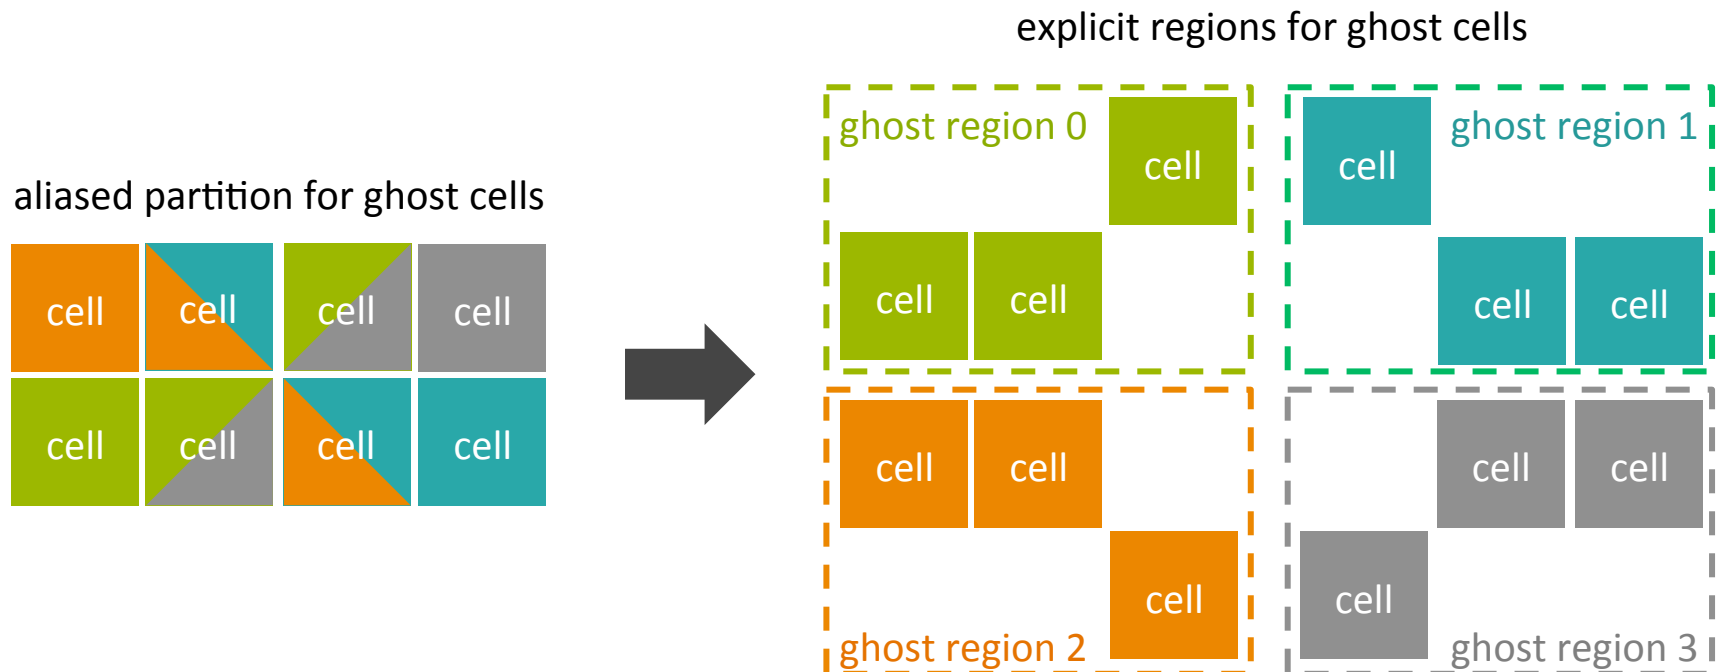 explicit regions for ghost cells
aliased partition for ghost cells
cell cell cell cell
cell cell cell cell
ghost region 0
cell
cell cell
ghost region 1
cell
cell cell
cell cell
cell
ghost region 2
cell cell
cell
ghost region 3